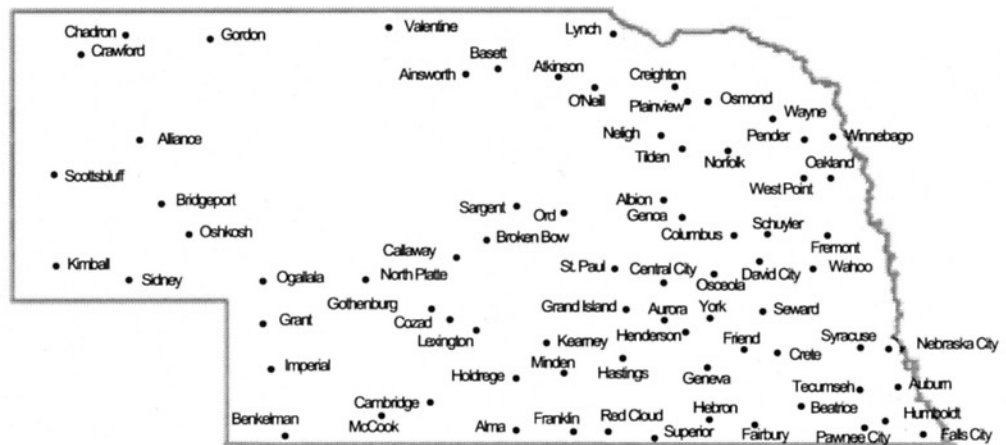 Chadron
Crawford
Gordon
Valentine
Lynch
Basett
Ainsworth
Atkinson
O'Neill
Creighton
Plainview
Osmond
Wayne
Alliance
Neligh
Tilden
Norfolk
Pender
Winnebago
Scottsbluff
Oakland
West Point
Bridgeport
Sargent
Ord
Albion
Genoa
Oshkosh
Broken Bow
Columbus
Schuyler
Fremont
Callaway
Kimball
Sidney
Ogallala
North Platte
St. Paul
Central City
Osceola
David City
Wahoo
Gothenburg
Cozad
Lexington
Grand Island
Aurora
York
Seward
Grant
Kearney
Henderson
Friend
Crete
Syracuse
Nebraska City
Imperial
Holdrege
Minden
Hastings
Geneva
Tecumseh
Auburn
Cambridge
McCook
Benkelman
Alma
Franklin
Red Cloud
Superior
Hebron
Fairbury
Beatrice
Pawnee City
Humboldt
Falls City